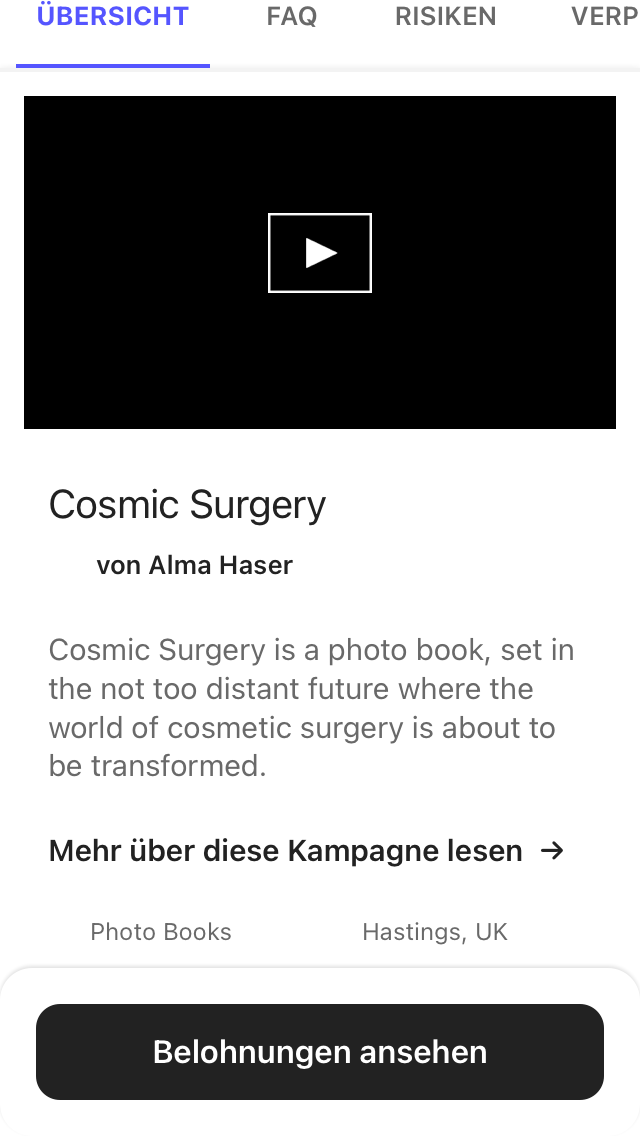 ÜBERSICHT FAQ RISIKEN VERP
Cosmic Surgery
von Alma Haser
Cosmic Surgery is a photo book, set in
the not too distant future where the
world of cosmetic surgery is about to
be transformed.
Mehr über diese Kampagne lesen →
Photo Books Hastings, UK
Belohnungen ansehen